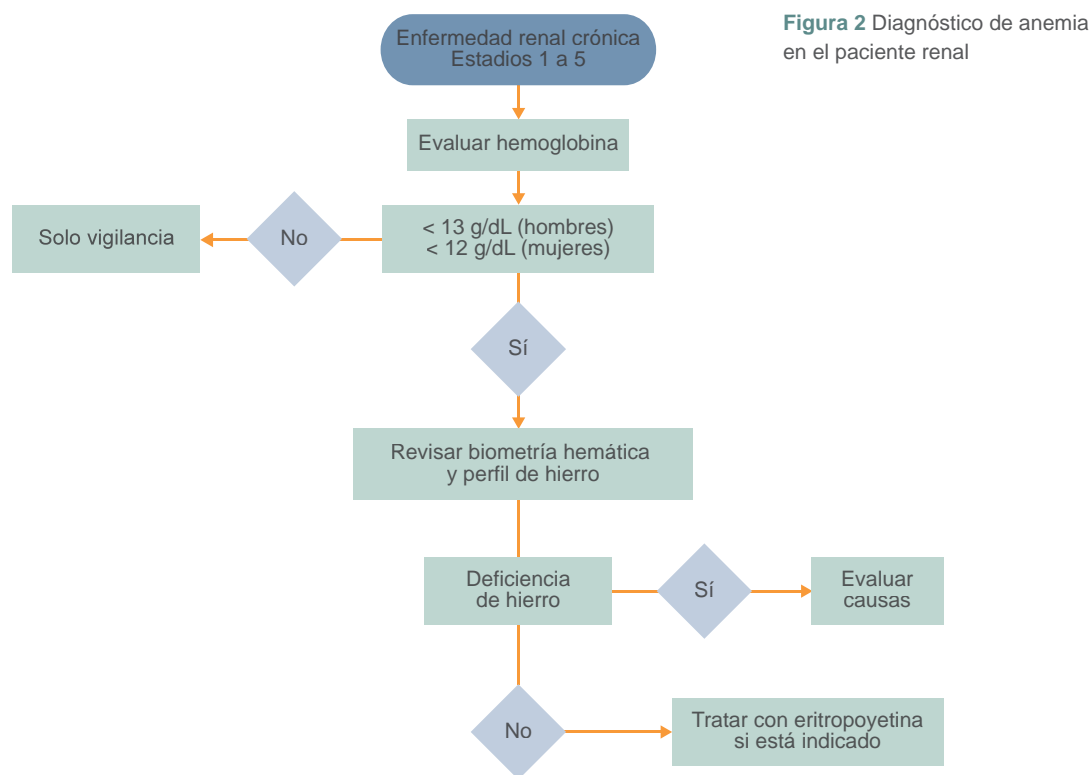 Figura 2 Diagnóstico de anemia
en el paciente renal
Enfermedad renal crónica
Estadios 1 a 5
Evaluar hemoglobina
Solo vigilancia
No
< 13 g/dL (hombres)
< 12 g/dL (mujeres)
Sí
Revisar biometría hemática
y perfil de hierro
Deficiencia
de hierro
Sí
Evaluar
causas
No
Tratar con eritropoyetina
si está indicado